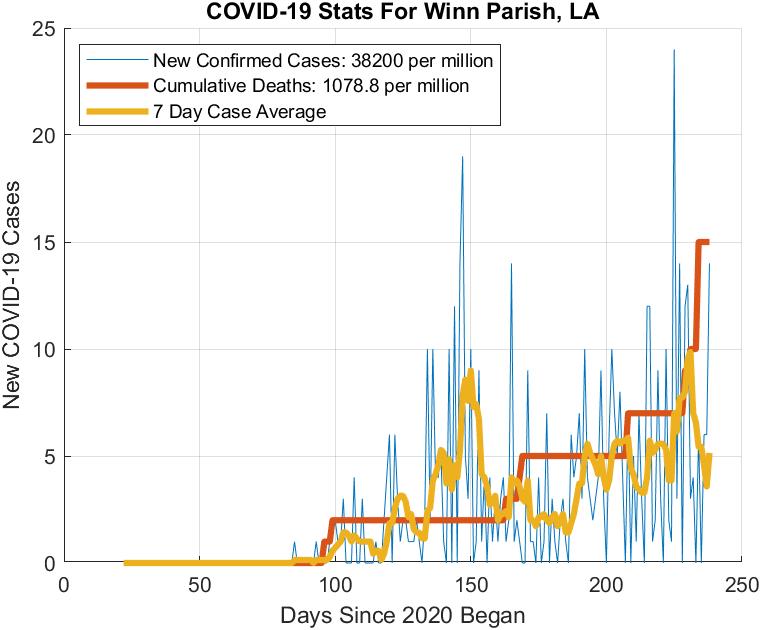 COVID-19 Stats For Winn Parish, LA
25
20
15
10
5
0
New COVID-19 Cases
New Confirmed Cases: 38200 per million
Cumulative Deaths: 1078.8 per million
7 Day Case Average
0 50 100 150 200 250
Days Since 2020 Began